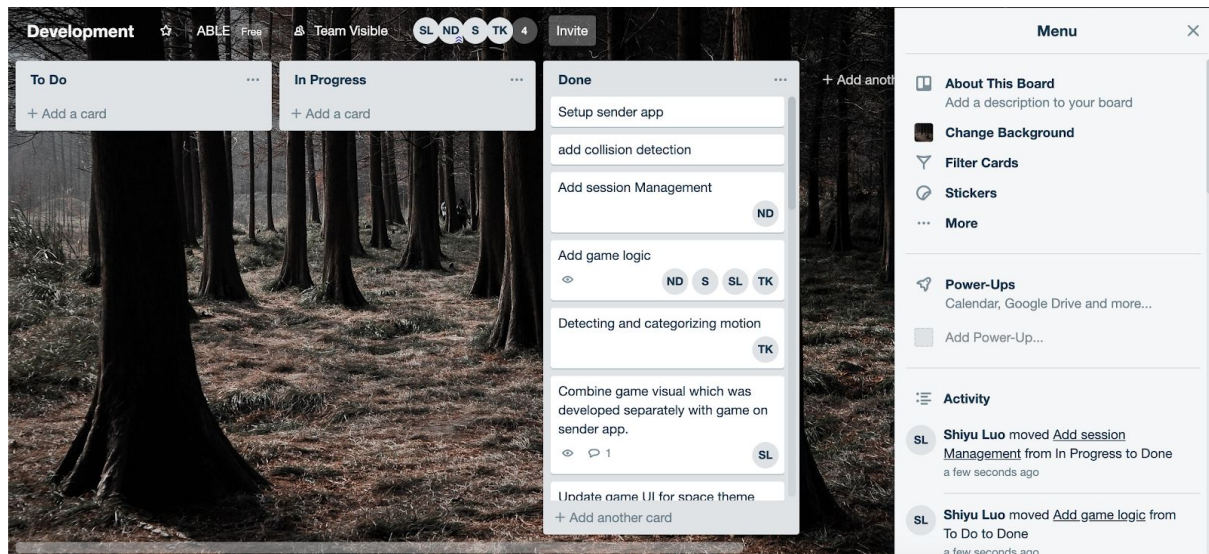 Development ABLE Free Team Visible SL ND S TK 4 Invite
To Do
+ Add a card
In Progress
+ Add a card
Done
Setup sender app
add collision detection
Add session Management
ND
Add game logic
ND S SL TK
Detecting and categorizing motion
TK
Combine game visual which was
developed separately with game on
sender app.
1 SL
Update game UI for space theme
+ Add another card
+ Add anoth
Menu
About This Board
Add a description to your board
Change Background
Filter Cards
Stickers
More
Power-Ups
Calendar, Google Drive and more...
Add Power-Up...
Activity
SL Shiyu Luo moved Add session
Management from In Progress to Done
a few seconds ago
SL Shiyu Luo moved Add game logic from
To Do to Done
a few seconds ago